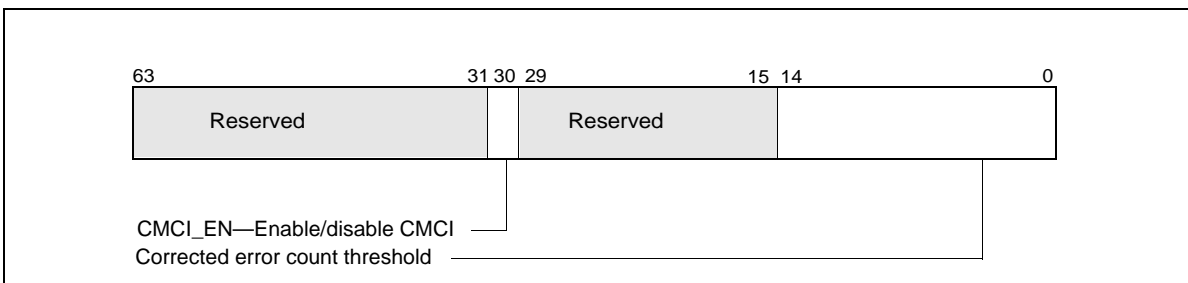 63 31 30 29 15 14 0
Reserved Reserved
CMCI_EN—Enable/disable CMCI
Corrected error count threshold